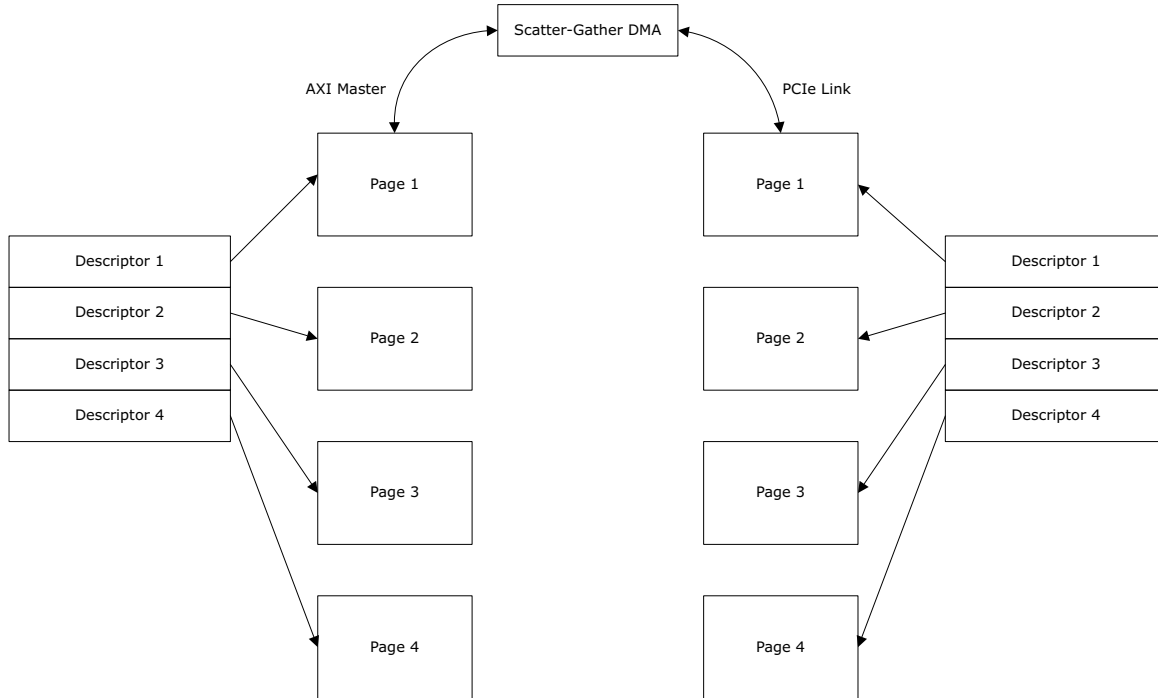 Scatter-Gather DMA
AXI Master
PCIe Link
Page 1
Page 1
Descriptor 1
Descriptor 1
Descriptor 2
Descriptor 2
Page 2
Page 2
Descriptor 3
Descriptor 3
Descriptor 4
Descriptor 4
Page 3
Page 3
Page 4
Page 4